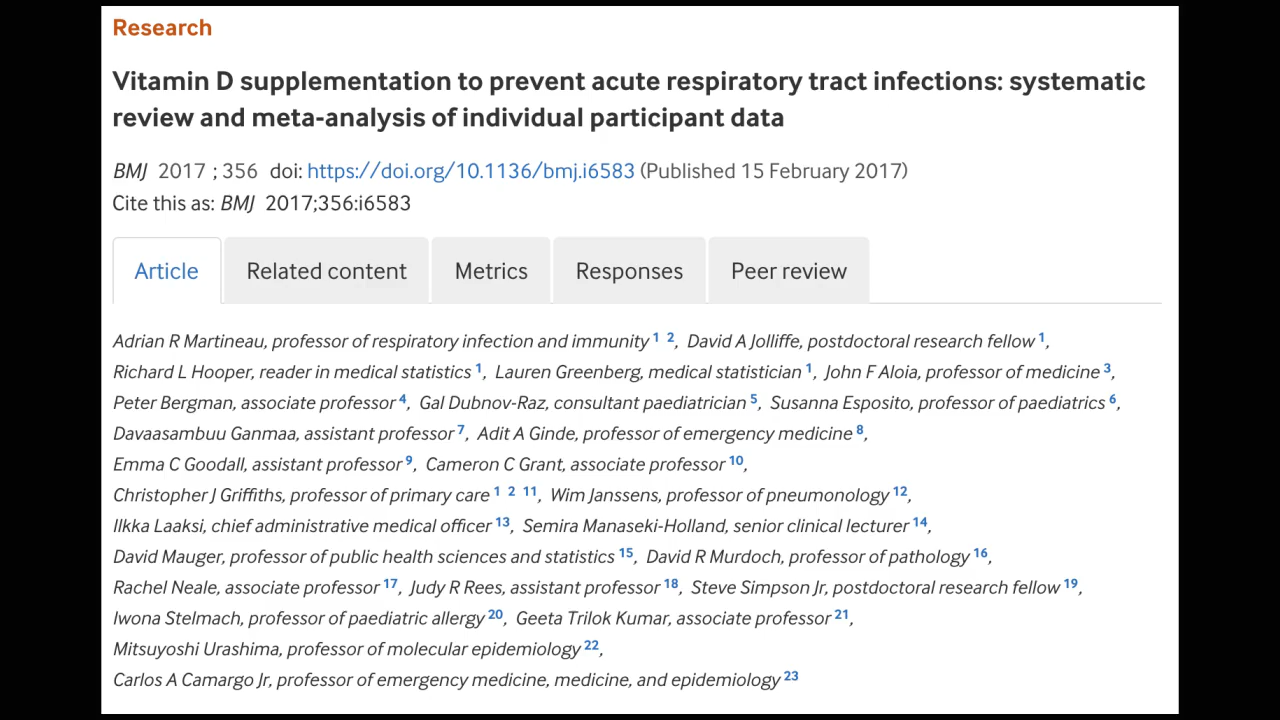 Research
Vitamin D supplementation to prevent acute respiratory tract infections: systematic
review and meta-analysis of individual participant data
BMJ 2017 ; 356 doi: https://doi.org/10.1136/bmj.i6583 (Published 15 February 2017)
Cite this as: BMJ 2017;356:i6583
Article Related content Metrics Responses Peer review
Adrian R Martineau, professor of respiratory infection and immunity 1 2, David A Jolliffe, postdoctoral research fellow 1,
Richard L Hooper, reader in medical statistics 1, Lauren Greenberg, medical statistician 1, John F Aloia, professor of medicine 3,
Peter Bergman, associate professor 4, Gal Dubnov-Raz, consultant paediatrician 5, Susanna Esposito, professor of paediatrics 6,
Davaasambuu Ganmaa, assistant professor 7, Adit A Ginde, professor of emergency medicine 8,
Emma C Goodall, assistant professor 9, Cameron C Grant, associate professor 10,
Christopher J Griffiths, professor of primary care 1 2 11, Wim Janssens, professor of pneumonology 12,
Ilkka Laaksi, chief administrative medical officer 13, Semira Manaseki-Holland, senior clinical lecturer 14,
David Mauger, professor of public health sciences and statistics 15, David R Murdoch, professor of pathology 16,
Rachel Neale, associate professor 17, Judy R Rees, assistant professor 18, Steve Simpson Jr, postdoctoral research fellow 19,
Iwona Stelmach, professor of paediatric allergy 20, Geeta Trilok Kumar, associate professor 21,
Mitsuyoshi Urashima, professor of molecular epidemiology 22,
Carlos A Camargo Jr, professor of emergency medicine, medicine, and epidemiology 23